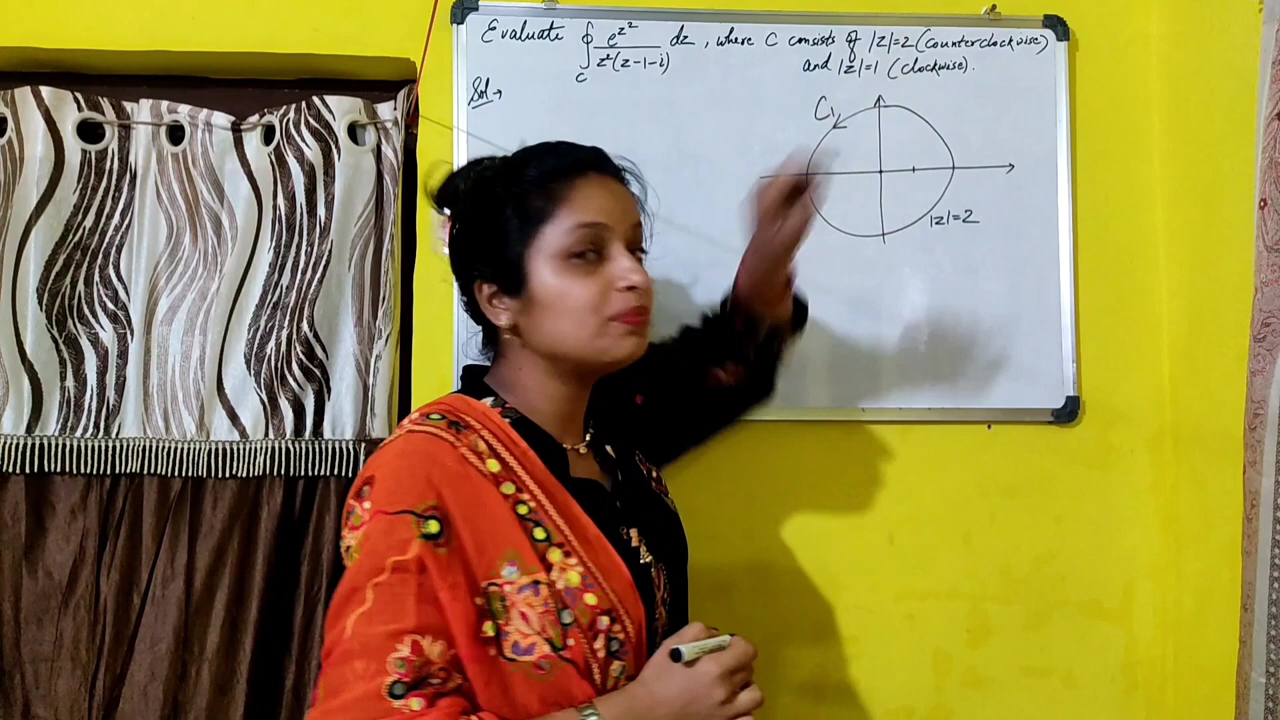 Evaluate ∮_C e^{z²}/(z²(z-1-i)) dz, where C consists of |z|=2 (counterclockwise)
and |z|=1 (clockwise).
Sol→
C₁
|z|=2